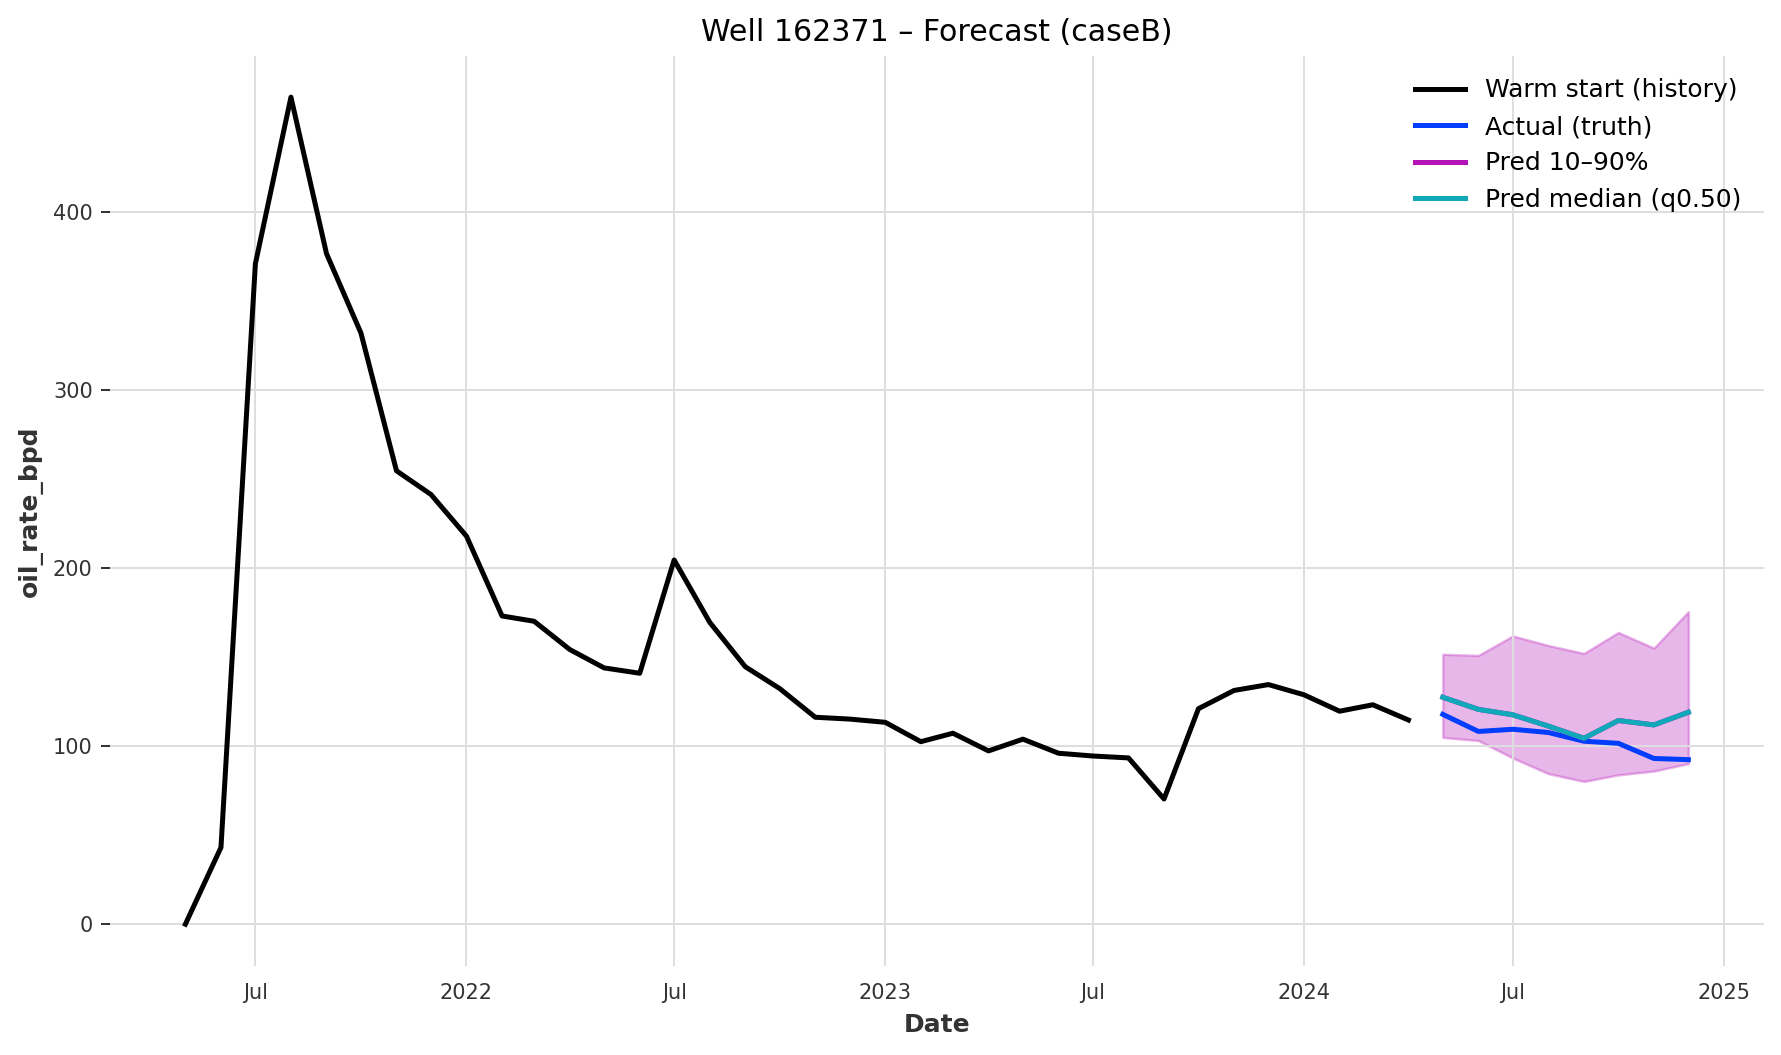 Well 162371 – Forecast (caseB)
Warm start (history)
Actual (truth)
Pred 10–90%
Pred median (q0.50)
oil_rate_bpd
400
300
200
100
0
Jul
2022
Jul
2023
Jul
2024
Jul
2025
Date